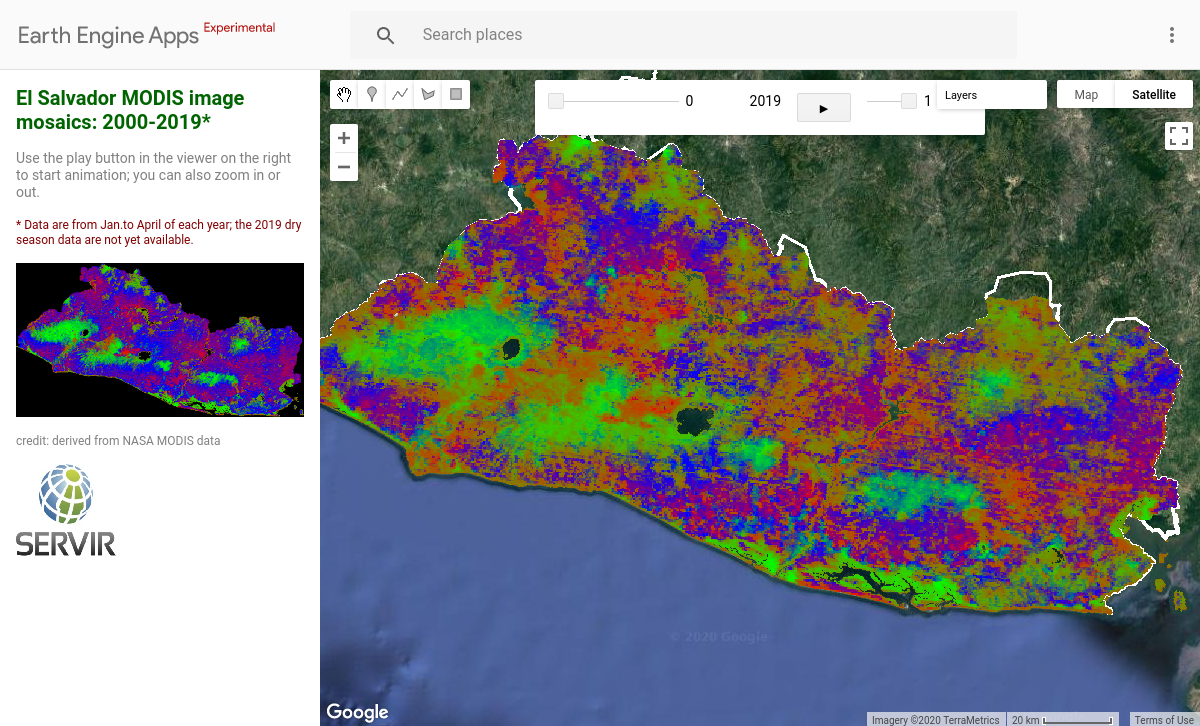 Earth Engine Apps Experimental
Search places
El Salvador MODIS image
mosaics: 2000-2019*
Use the play button in the viewer on the right
to start animation; you can also zoom in or
out.
* Data are from Jan.to April of each year; the 2019 dry
season data are not yet available.
credit: derived from NASA MODIS data
SERVIR
0
2019
1
Layers
Map
Satellite
© 2020 Google
Google
Imagery ©2020 TerraMetrics
20 km
Terms of Use